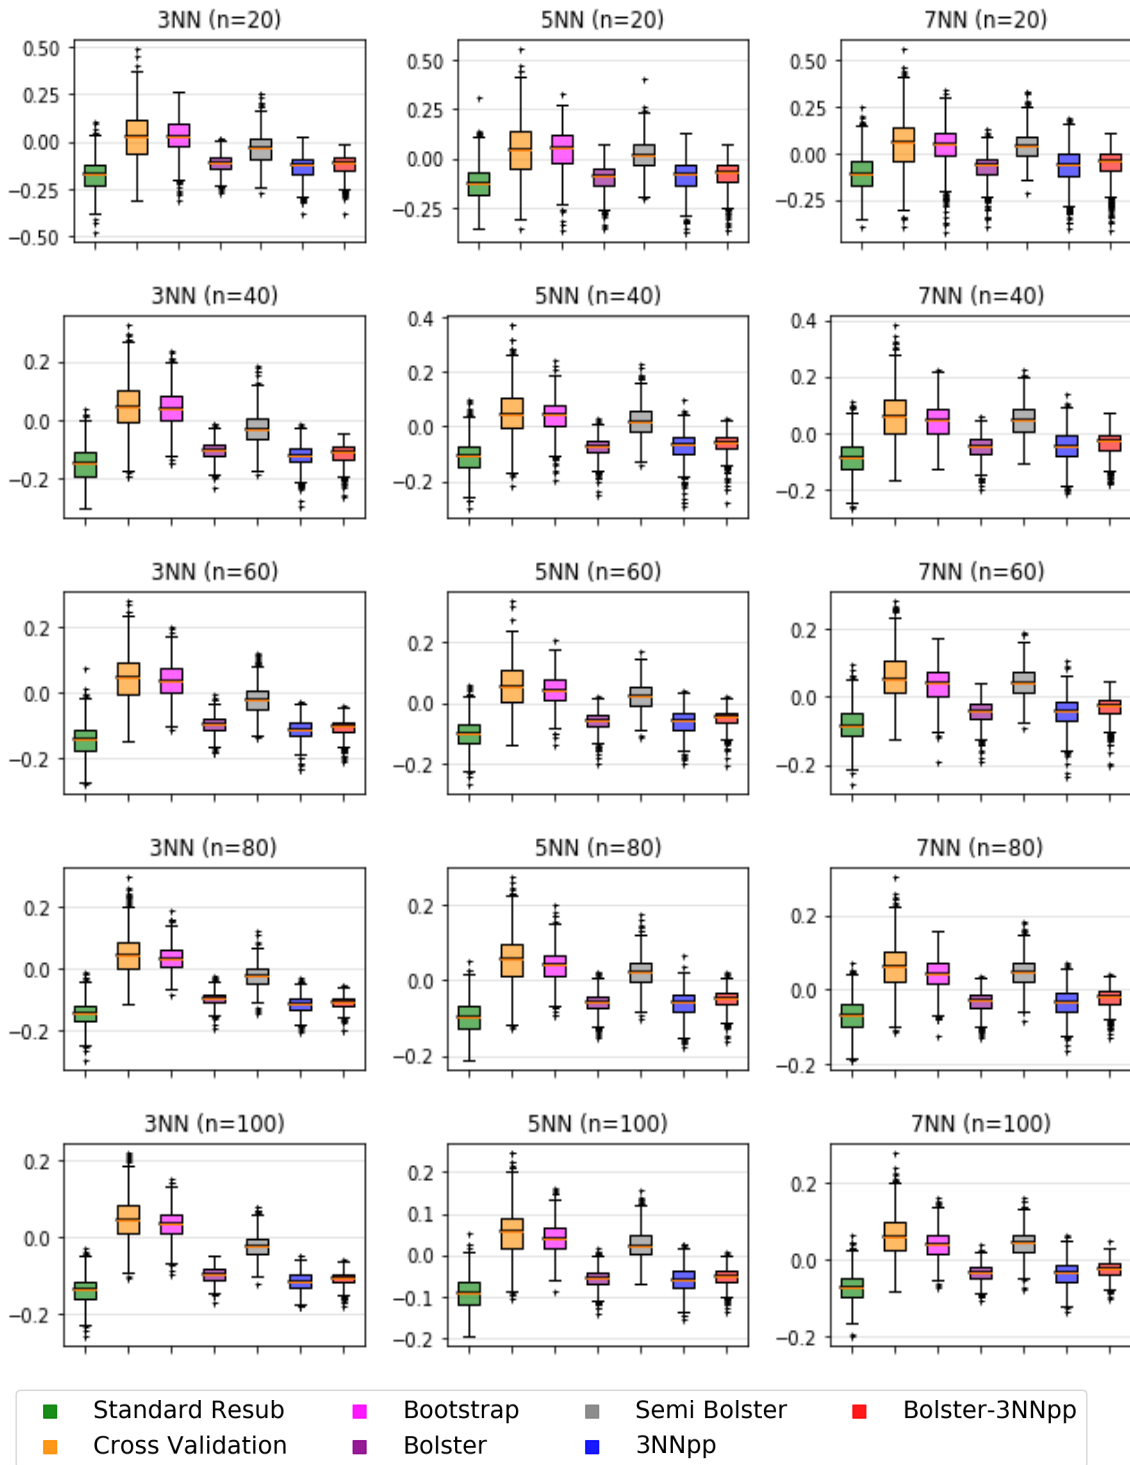 3NN (n=20) 5NN (n=20) 7NN (n=20)
0.50 0.50 0.50
0.25 0.25 0.25
0.00 0.00 0.00
−0.25 −0.25 −0.25
−0.50
3NN (n=40) 5NN (n=40) 7NN (n=40)
0.4 0.4
0.2 0.2 0.2
0.0 0.0 0.0
−0.2 −0.2 −0.2
3NN (n=60) 5NN (n=60) 7NN (n=60)
0.2 0.2 0.2
0.0 0.0 0.0
−0.2 −0.2 −0.2
3NN (n=80) 5NN (n=80) 7NN (n=80)
0.2 0.2 0.2
0.0 0.0 0.0
−0.2 −0.2 −0.2
3NN (n=100) 5NN (n=100) 7NN (n=100)
0.2 0.2 0.2
0.1
0.0 0.0 0.0
−0.1
−0.2 −0.2 −0.2
Standard Resub Bootstrap Semi Bolster Bolster-3NNpp
Cross Validation Bolster 3NNpp